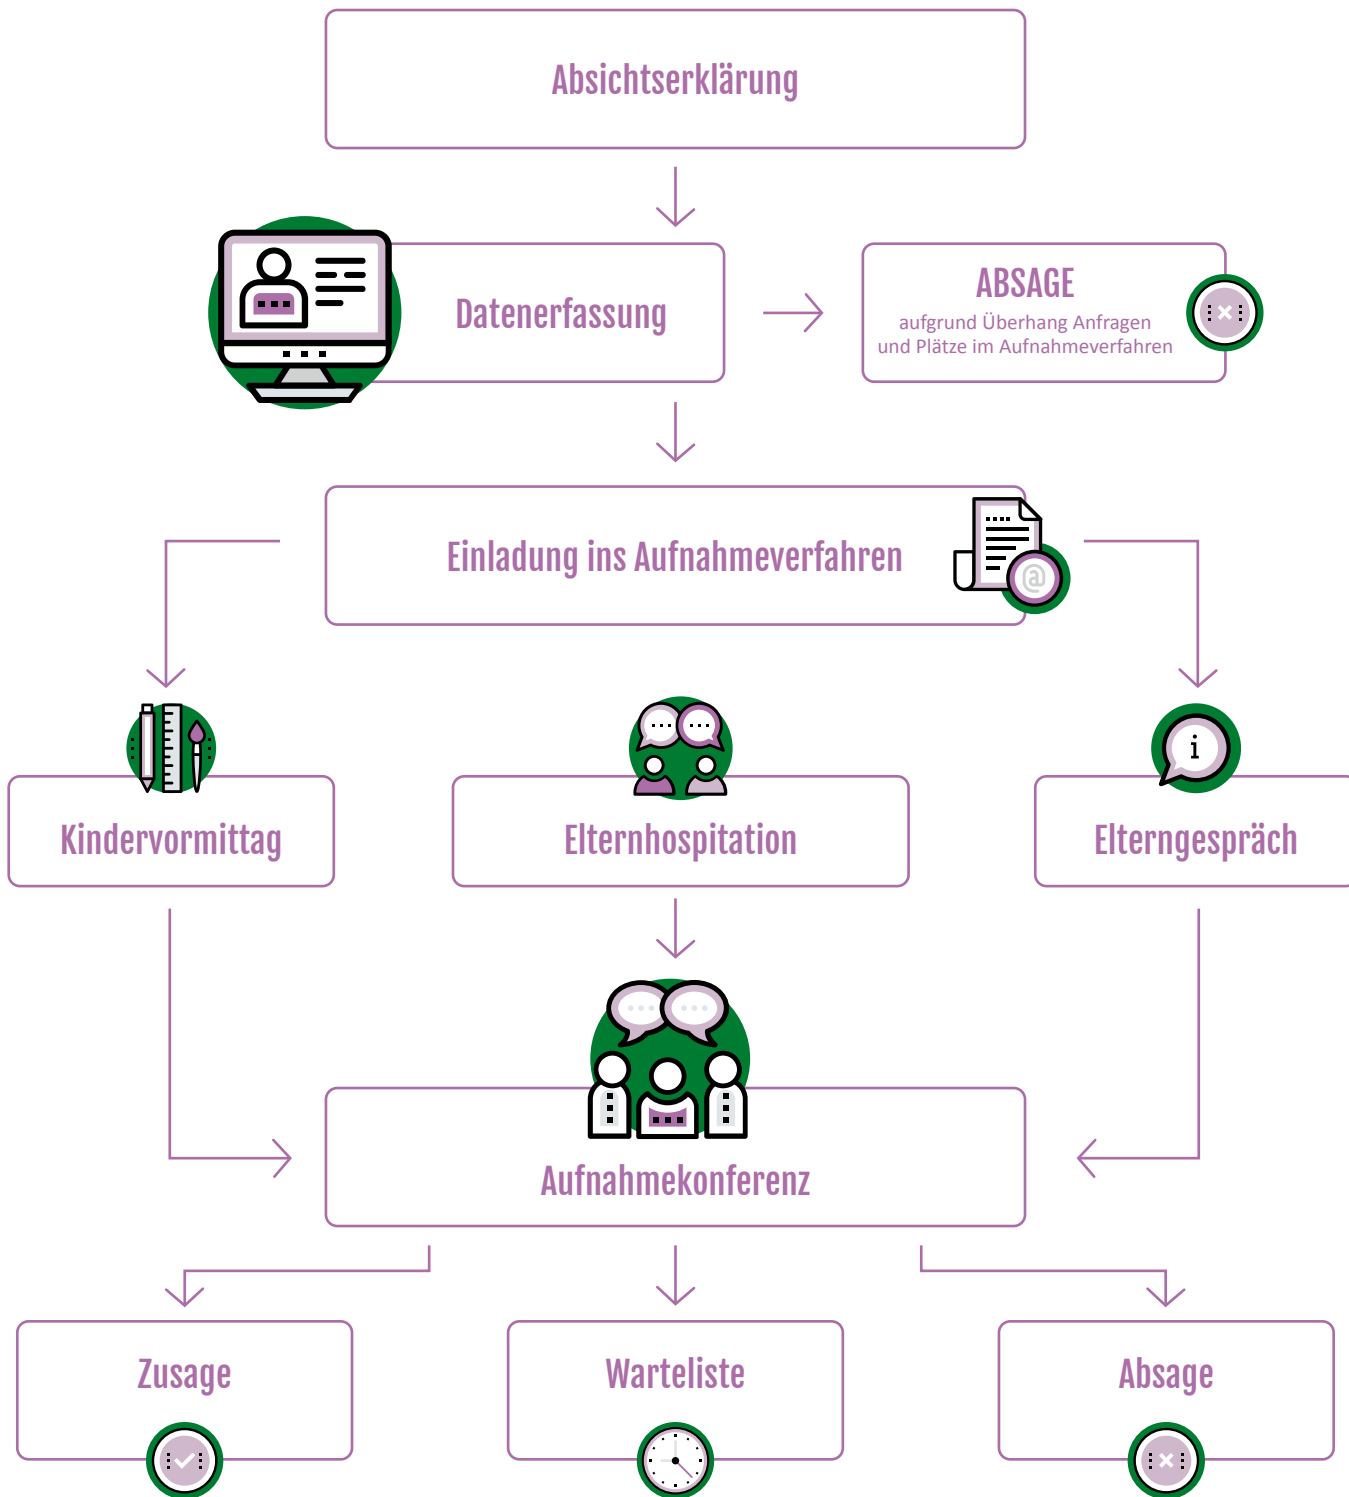 Absichtserklärung
Datenerfassung
ABSAGE
aufgrund Überhang Anfragen
und Plätze im Aufnahmeverfahren
Einladung ins Aufnahmeverfahren
@
i
Kindervormittag
Elternhospitation
Elterngespräch
Aufnahmekonferenz
Zusage
Warteliste
Absage